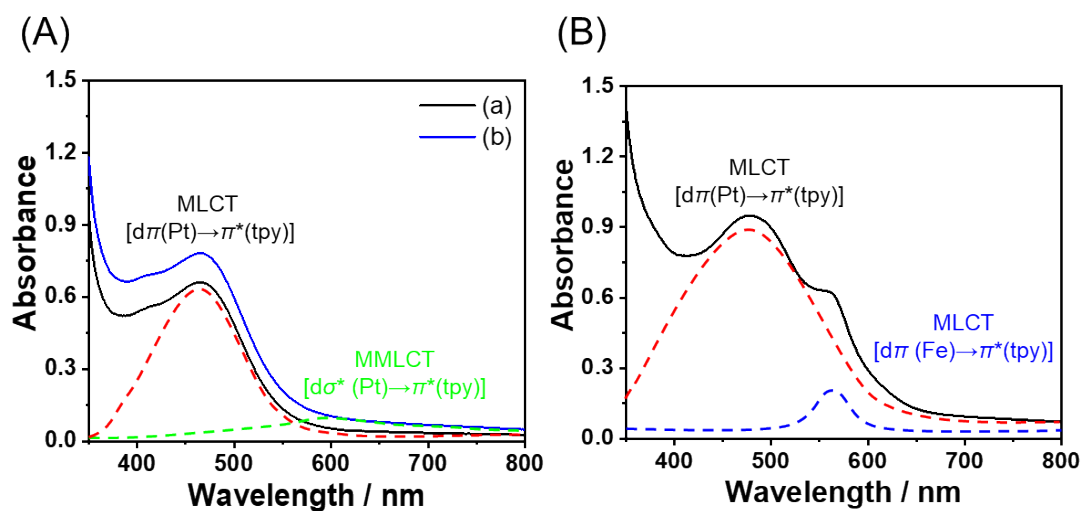 (A)
1.5
1.2
0.9
0.6
0.3
0.0
Absorbance
(a)
(b)
MLCT
[dπ(Pt)→π*(tpy)]
MMLCT
[dσ* (Pt)→π*(tpy)]
400 500 600 700 800
Wavelength / nm
(B)
1.5
1.2
0.9
0.6
0.3
0.0
Absorbance
MLCT
[dπ(Pt)→π*(tpy)]
MLCT
[dπ (Fe)→π*(tpy)]
400 500 600 700 800
Wavelength / nm